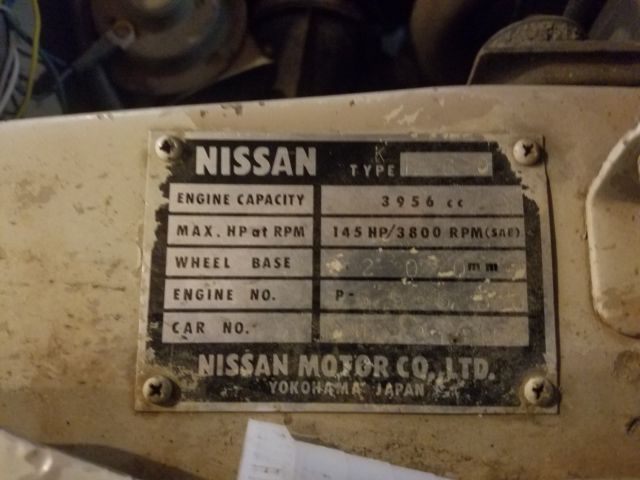 NISSAN
K
TYPE
ENGINE CAPACITY 3956 cc
MAX. HP at RPM 145 HP/3800 RPM (SAE)
WHEEL BASE mm
ENGINE NO. P-
CAR NO.
NISSAN MOTOR CO., LTD.
YOKOHAMA JAPAN